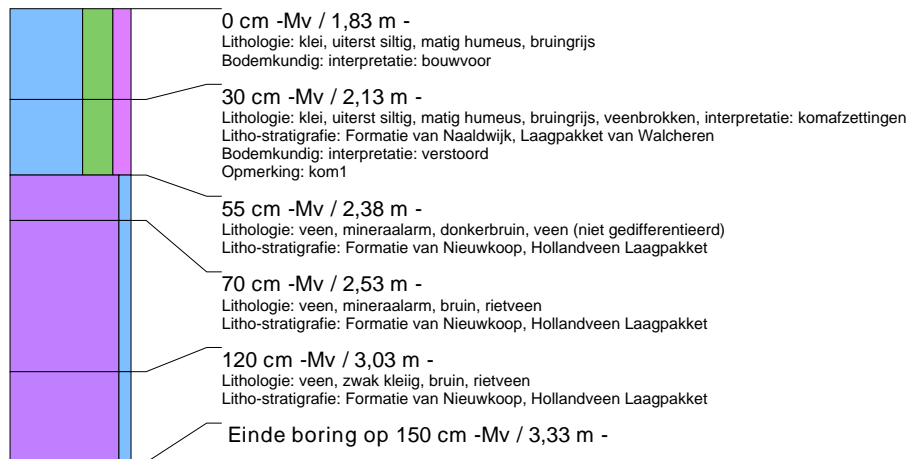 0 cm -Mv / 1,83 m -
Lithologie: klei, uiterst siltig, matig humeus, bruingrijs
Bodemkundig: interpretatie: bouwvoor
30 cm -Mv / 2,13 m -
Lithologie: klei, uiterst siltig, matig humeus, bruingrijs, veenbrokken, interpretatie: komafzettingen
Litho-stratigrafie: Formatie van Naaldwijk, Laagpakket van Walcheren
Bodemkundig: interpretatie: verstoord
Opmerking: kom1
55 cm -Mv / 2,38 m -
Lithologie: veen, mineraalarm, donkerbruin, veen (niet gedifferentieerd)
Litho-stratigrafie: Formatie van Nieuwkoop, Hollandveen Laagpakket
70 cm -Mv / 2,53 m -
Lithologie: veen, mineraalarm, bruin, rietveen
Litho-stratigrafie: Formatie van Nieuwkoop, Hollandveen Laagpakket
120 cm -Mv / 3,03 m -
Lithologie: veen, zwak kleiig, bruin, rietveen
Litho-stratigrafie: Formatie van Nieuwkoop, Hollandveen Laagpakket
Einde boring op 150 cm -Mv / 3,33 m -